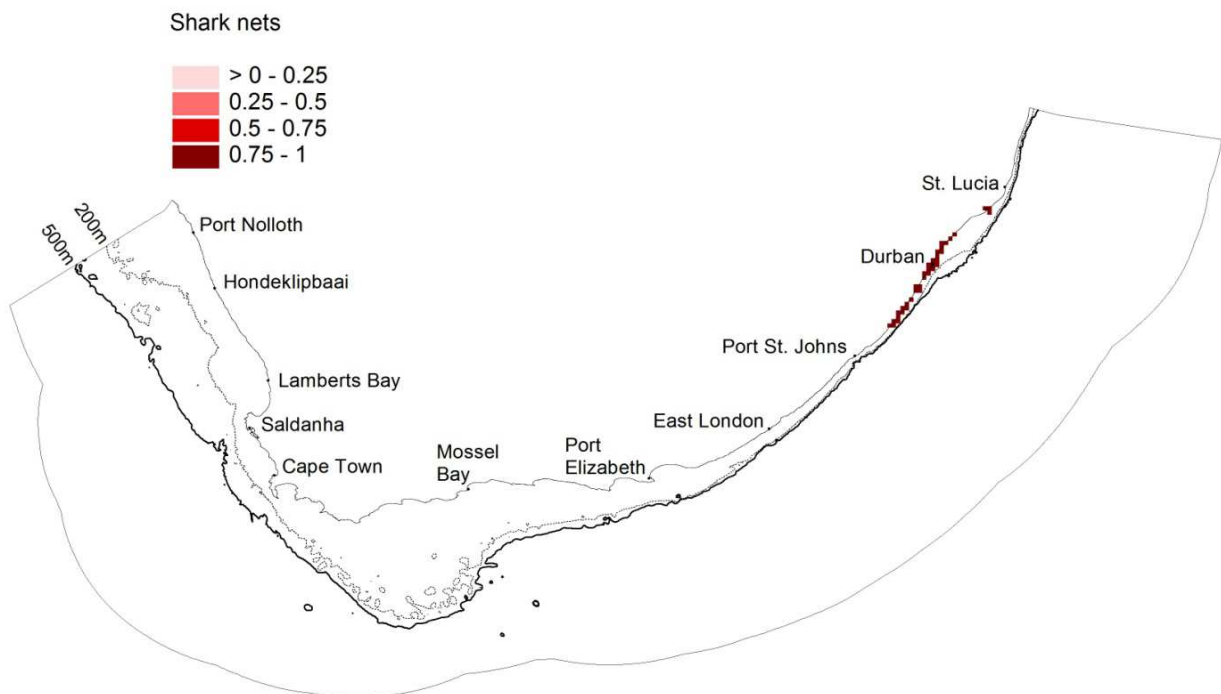 Shark nets
> 0 - 0.25
0.25 - 0.5
0.5 - 0.75
0.75 - 1
200m
500m
Port Nolloth
Hondeklipbaai
Lamberts Bay
Saldanha
Cape Town
Mossel
Bay
Port
Elizabeth
East London
Port St. Johns
Durban
St. Lucia